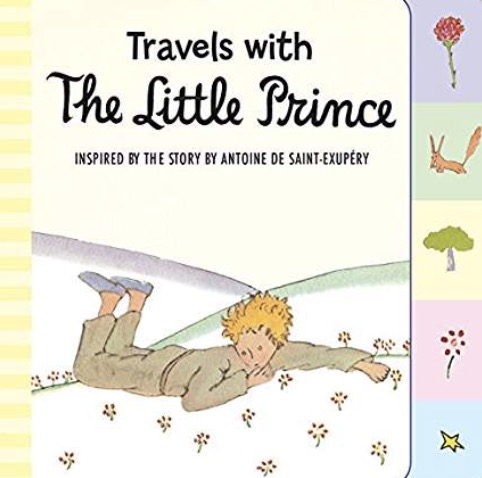 Travels with
The Little Prince
INSPIRED BY THE STORY BY ANTOINE DE SAINT-EXUPÉRY